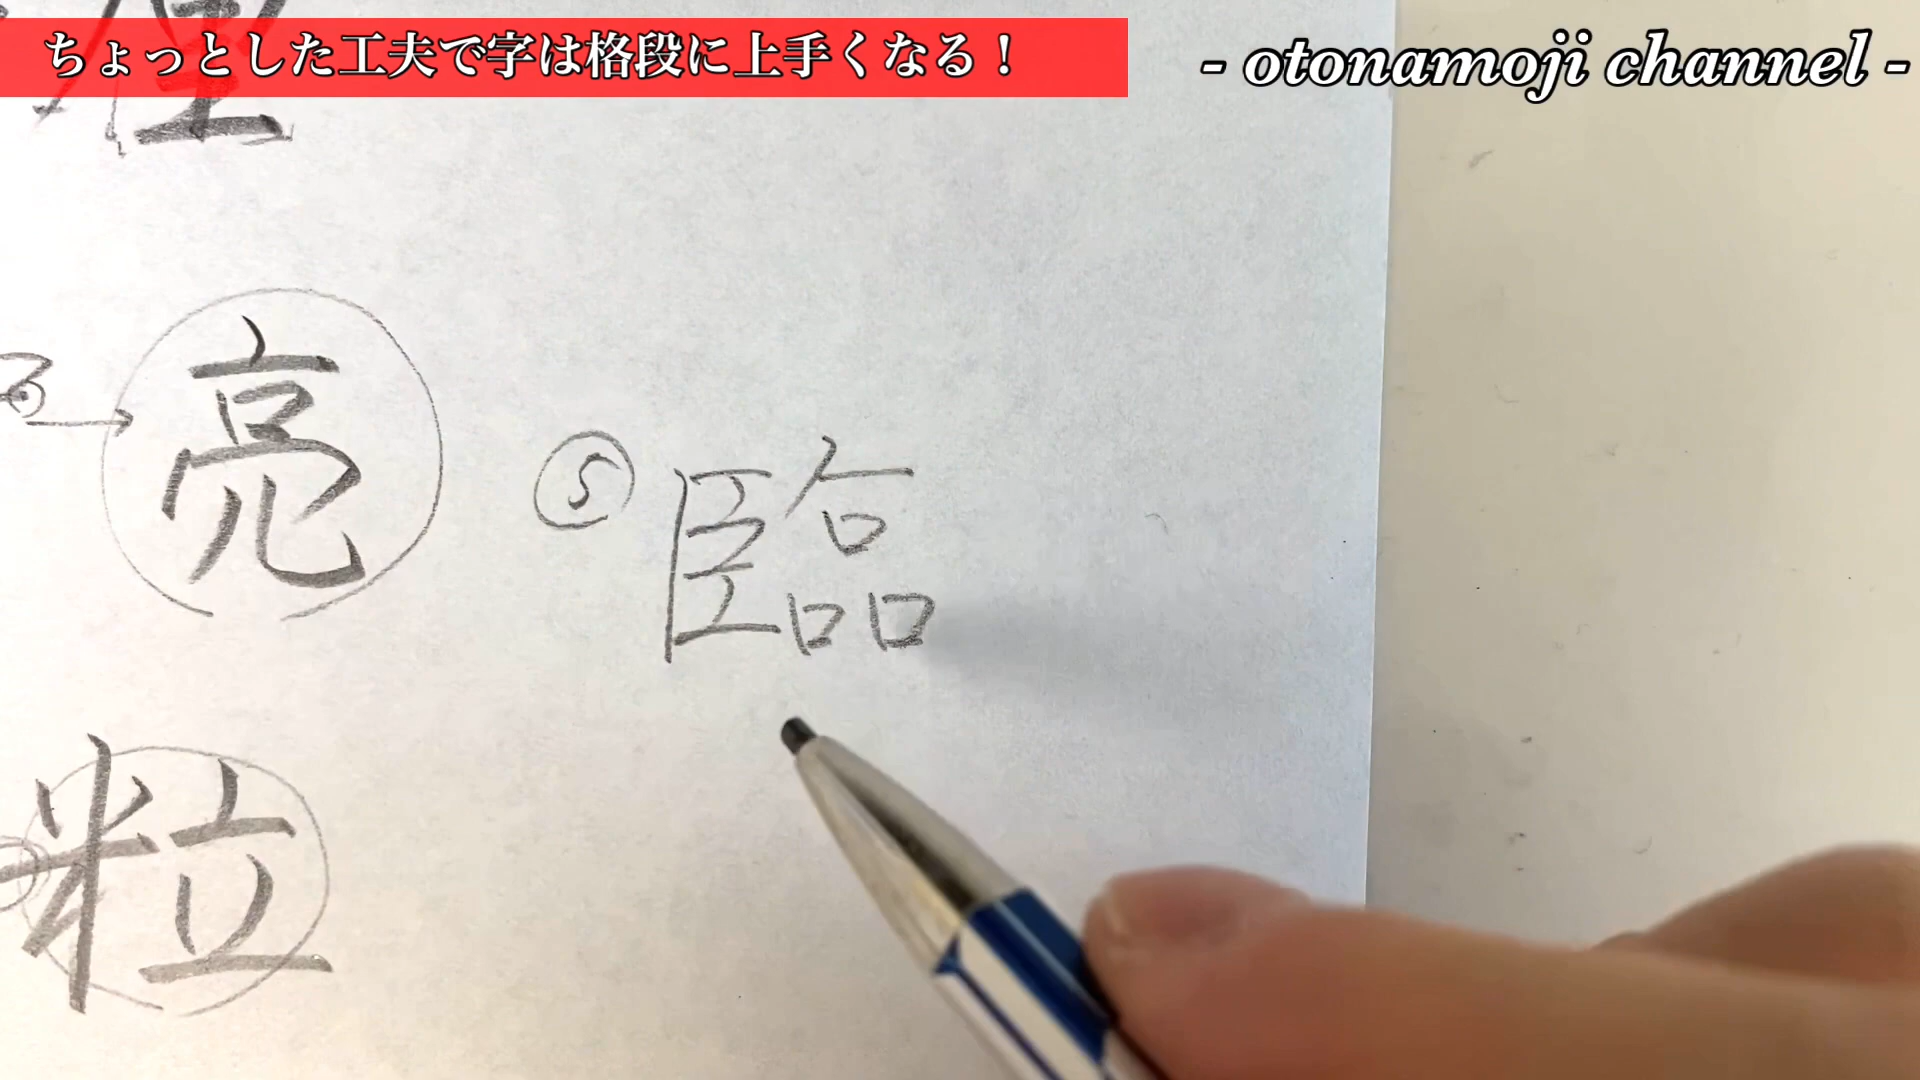 ちょっとした工夫で字は格段に上手くなる！
- otonamoji channel -
亮
⑤ 臨
粒